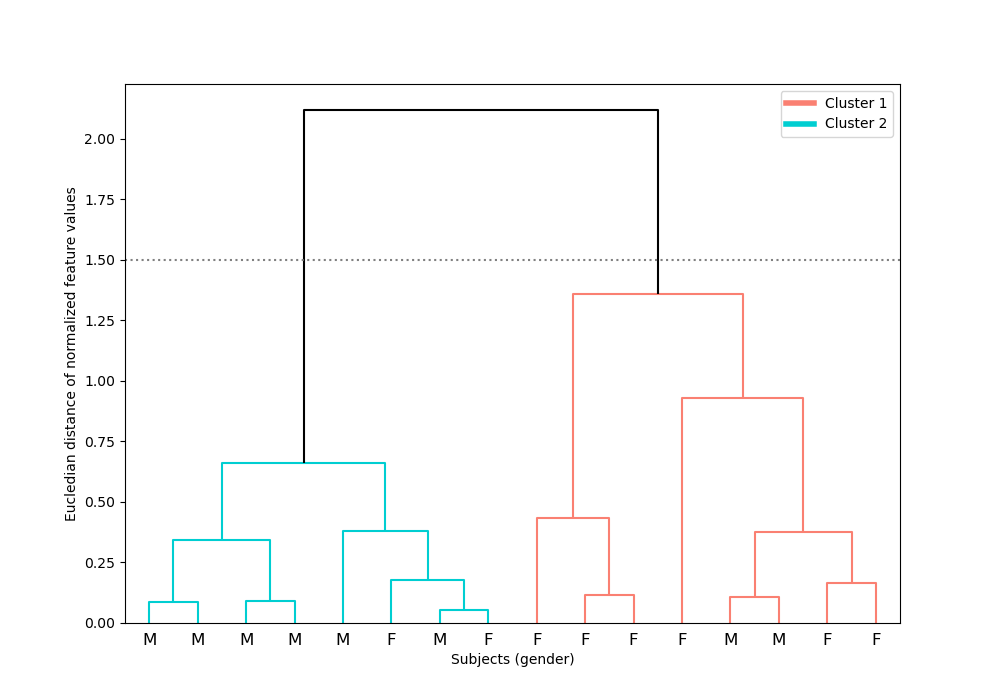 Cluster 1
Cluster 2
2.00
1.75
1.50
1.25
1.00
0.75
0.50
0.25
0.00
Eucledian distance of normalized feature values
M M M M M F M F F F F F M M F F
Subjects (gender)